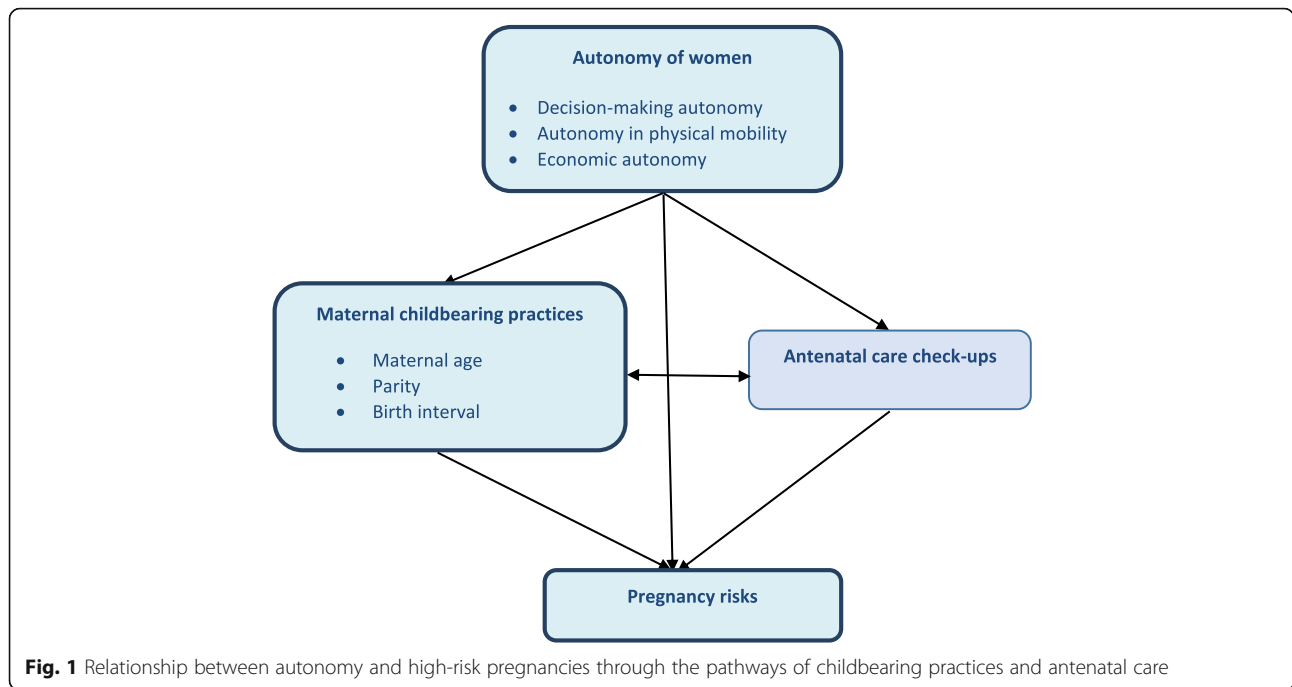 Autonomy of women
• Decision-making autonomy
• Autonomy in physical mobility
• Economic autonomy
Maternal childbearing practices
• Maternal age
• Parity
• Birth interval
Antenatal care check-ups
Pregnancy risks
Fig. 1 Relationship between autonomy and high-risk pregnancies through the pathways of childbearing practices and antenatal care